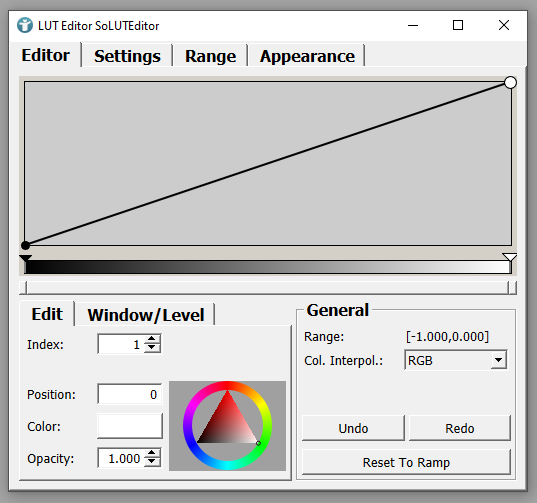 LUT Editor SoLUTEditor
Editor Settings Range Appearance
Edit Window/Level
Index: 1
Position: 0
Color:
Opacity: 1.000
General
Range: [-1.000,0.000]
Col. Interpol.: RGB
Undo Redo
Reset To Ramp